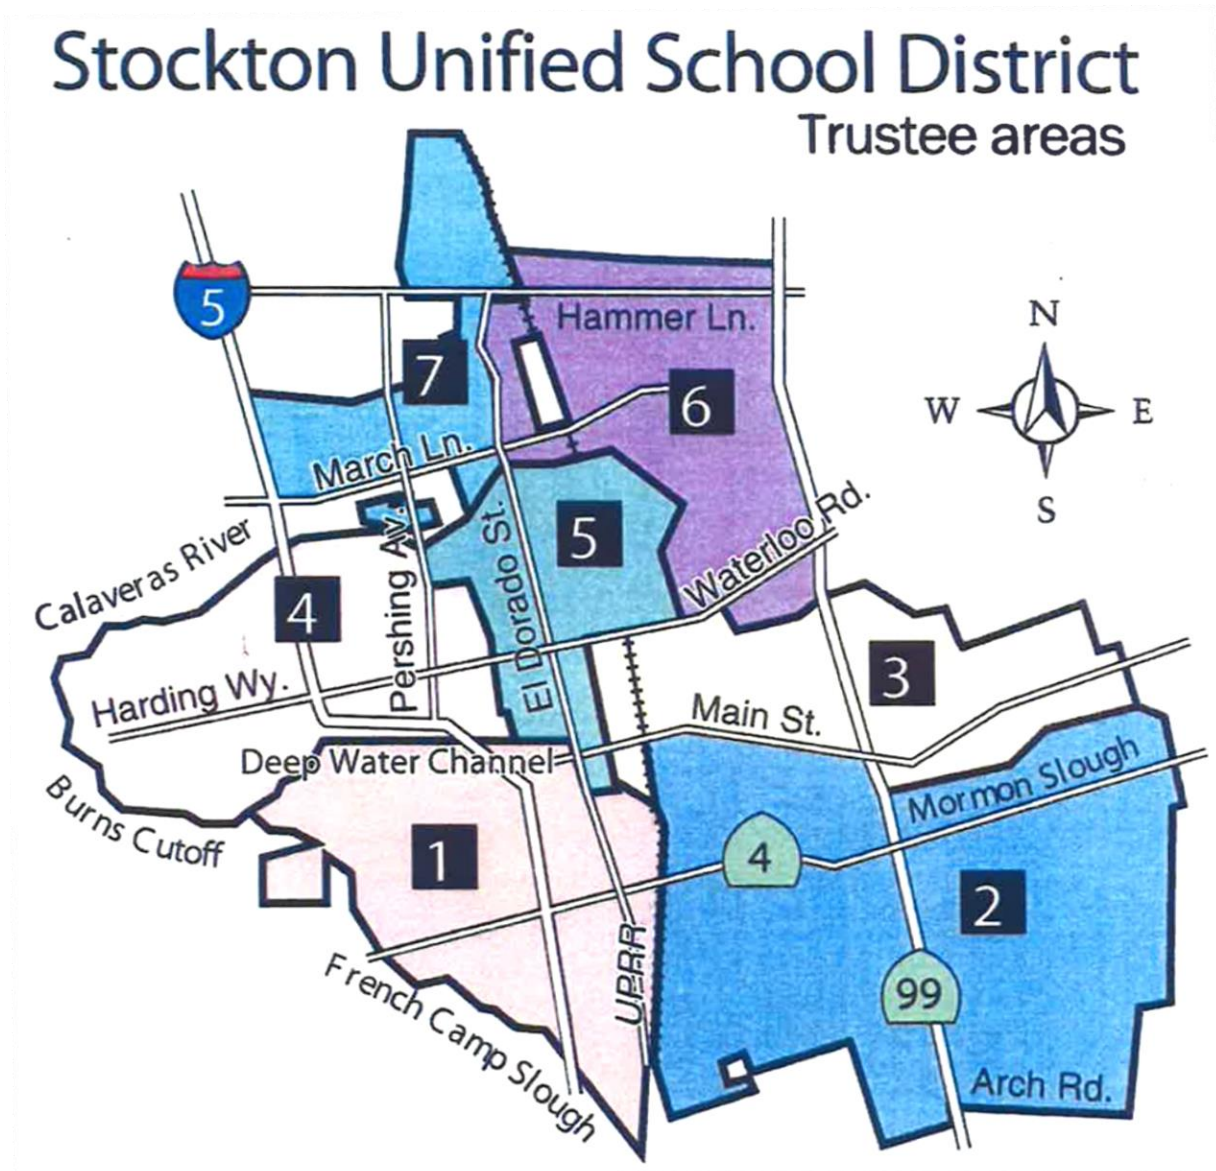 Stockton Unified School District
Trustee areas
5
Hammer Ln.
N
W
E
S
7
6
March Ln.
Calaveras River
Pershing Av.
El Dorado St.
5
Waterloo Rd.
4
3
Harding Wy.
Main St.
Deep Water Channel
Mormon Slough
Burns Cutoff
1
4
2
99
UPRR
French Camp Slough
Arch Rd.